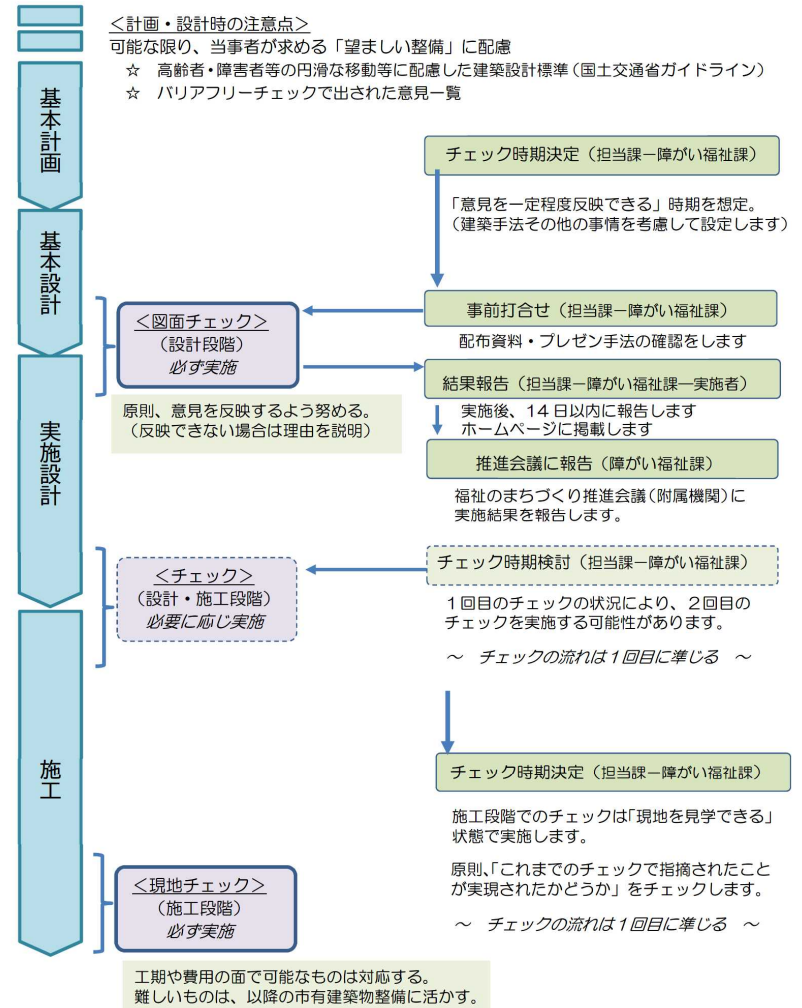 <計画・設計時の注意点>
可能な限り、当事者が求める「望ましい整備」に配慮
☆ 高齢者・障害者等の円滑な移動等に配慮した建築設計標準（国土交通省ガイドライン）
☆ バリアフリーチェックで出された意見一覧
基本計画
チェック時期決定（担当課ー障がい福祉課）
「意見を一定程度反映できる」時期を想定。
（建築手法その他の事情を考慮して設定します）
基本設計
事前打合せ（担当課ー障がい福祉課）
配布資料・プレゼン手法の確認をします
<図面チェック>
（設計段階）
必ず実施
結果報告（担当課ー障がい福祉課―実施者）
実施後、14日以内に報告します
ホームページに掲載します
原則、意見を反映するよう努める。
（反映できない場合は理由を説明）
推進会議に報告（障がい福祉課）
福祉のまちづくり推進会議（附属機関）に
実施結果を報告します。
実施設計
チェック時期検討（担当課ー障がい福祉課）
<チェック>
（設計・施工段階）
必要に応じ実施
１回目のチェックの状況により、２回目の
チェックを実施する可能性があります。
～ チェックの流れは１回目に準じる ～
施工
チェック時期決定（担当課ー障がい福祉課）
施工段階でのチェックは「現地を見学できる」
状態で実施します。
原則、「これまでのチェックで指摘されたこと
が実現されたかどうか」をチェックします。
～ チェックの流れは１回目に準じる ～
<現地チェック>
（施工段階）
必ず実施
工期や費用の面で可能なものは対応する。
難しいものは、以降の市有建築物整備に活かす。